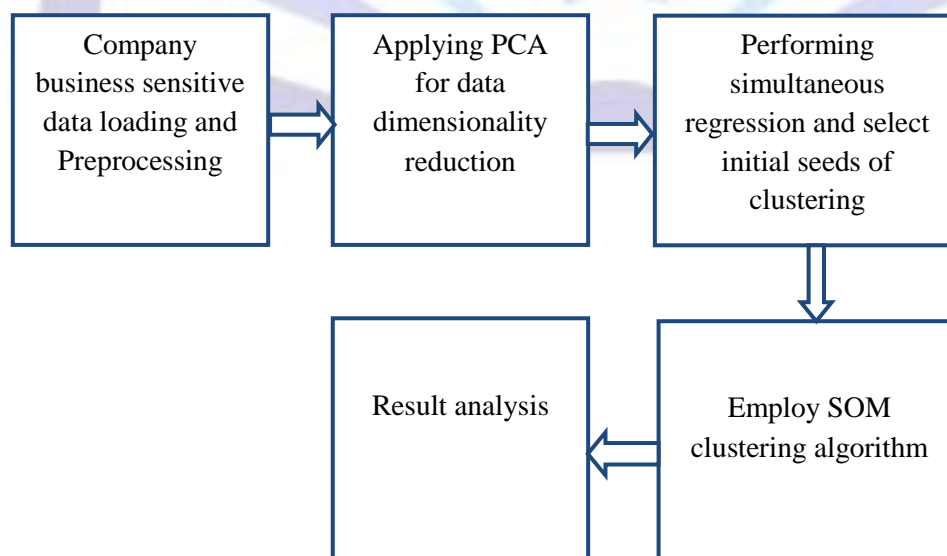 Company
business sensitive
data loading and
Preprocessing
Applying PCA
for data
dimensionality
reduction
Performing
simultaneous
regression and select
initial seeds of
clustering
Employ SOM
clustering algorithm
Result analysis